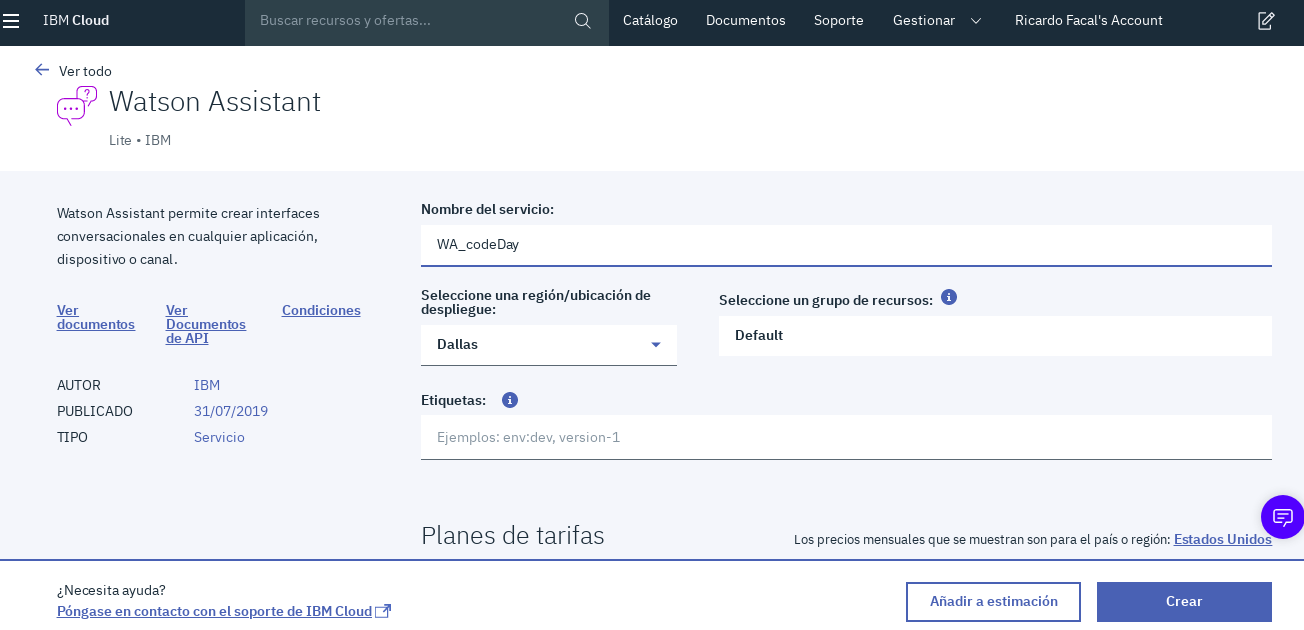 IBM Cloud
Buscar recursos y ofertas...
Catálogo
Documentos
Soporte
Gestionar
Ricardo Facal's Account
Ver todo
Watson Assistant
Lite • IBM
Watson Assistant permite crear interfaces
conversacionales en cualquier aplicación,
dispositivo o canal.
Ver
documentos
Ver
Documentos
de API
Condiciones
AUTOR IBM
PUBLICADO 31/07/2019
TIPO Servicio
Nombre del servicio:
WA_codeDay
Seleccione una región/ubicación de
despliegue:
Dallas
Seleccione un grupo de recursos:
Default
Etiquetas:
Ejemplos: env:dev, version-1
Planes de tarifas
Los precios mensuales que se muestran son para el país o región: Estados Unidos
¿Necesita ayuda?
Póngase en contacto con el soporte de IBM Cloud
Añadir a estimación
Crear